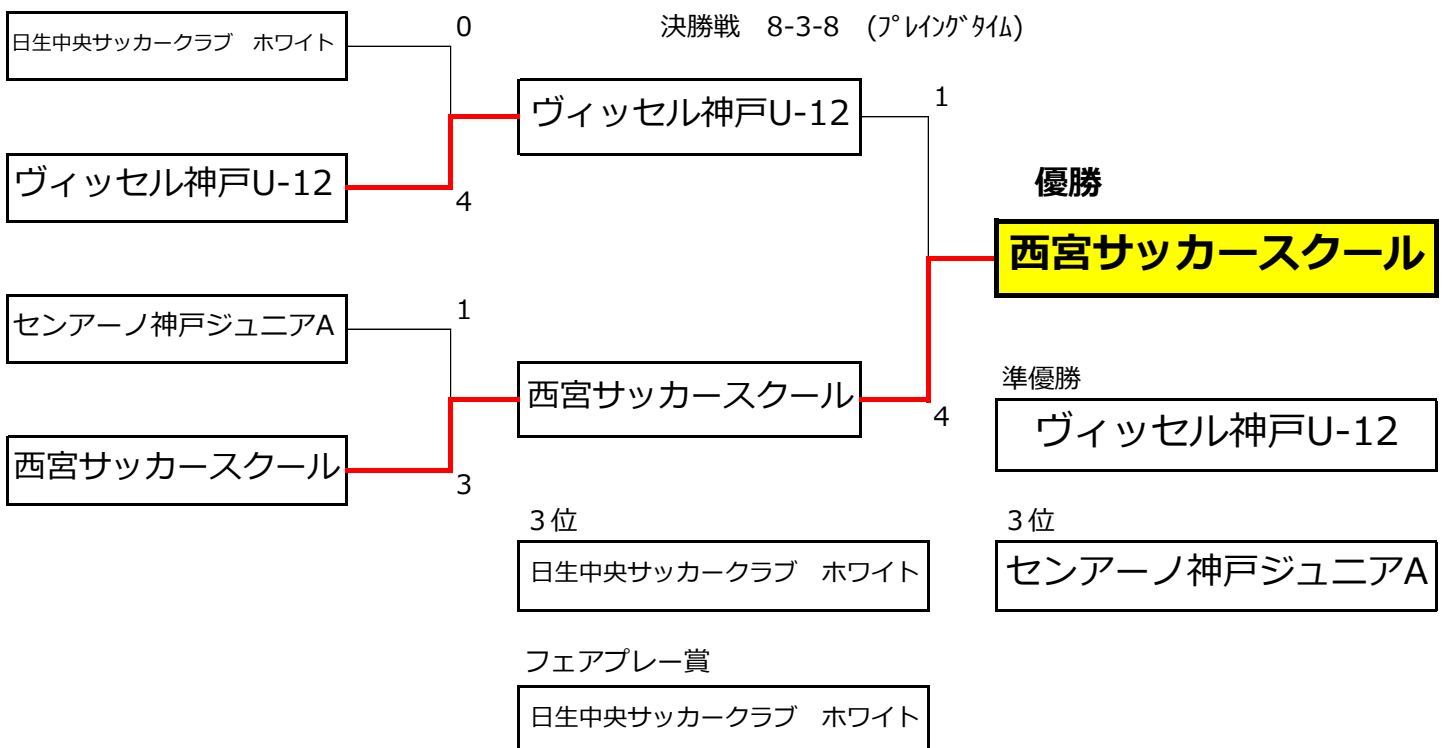 0
決勝戦　8-3-8　(ﾌﾟﾚｲﾝｸﾞﾀｲﾑ)
日生中央サッカークラブ　ホワイト
ヴィッセル神戸U-12
1
ヴィッセル神戸U-12
4
優勝
西宮サッカースクール
センアーノ神戸ジュニアA
1
西宮サッカースクール
4
準優勝
ヴィッセル神戸U-12
西宮サッカースクール
3
３位
日生中央サッカークラブ　ホワイト
３位
センアーノ神戸ジュニアA
フェアプレー賞
日生中央サッカークラブ　ホワイト